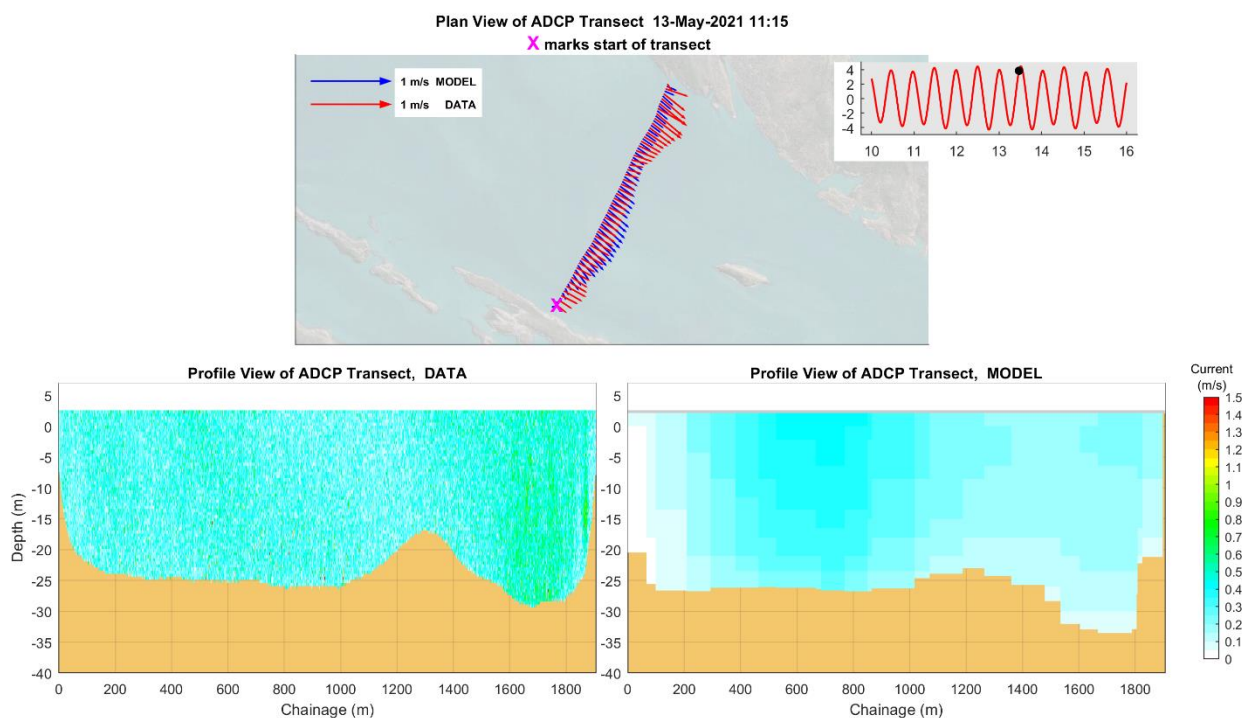 Plan View of ADCP Transect 13-May-2021 11:15
X marks start of transect
1 m/s MODEL
1 m/s DATA
4
2
0
-2
-4
10 11 12 13 14 15 16
X
Profile View of ADCP Transect, DATA
5
0
-5
-10
-15
-20
-25
-30
-35
-40
Depth (m)
0 200 400 600 800 1000 1200 1400 1600 1800
Chainage (m)
Profile View of ADCP Transect, MODEL
5
0
-5
-10
-15
-20
-25
-30
-35
-40
0 200 400 600 800 1000 1200 1400 1600 1800
Chainage (m)
Current
(m/s)
1.5
1.4
1.3
1.2
1.1
1
0.9
0.8
0.7
0.6
0.5
0.4
0.3
0.2
0.1
0